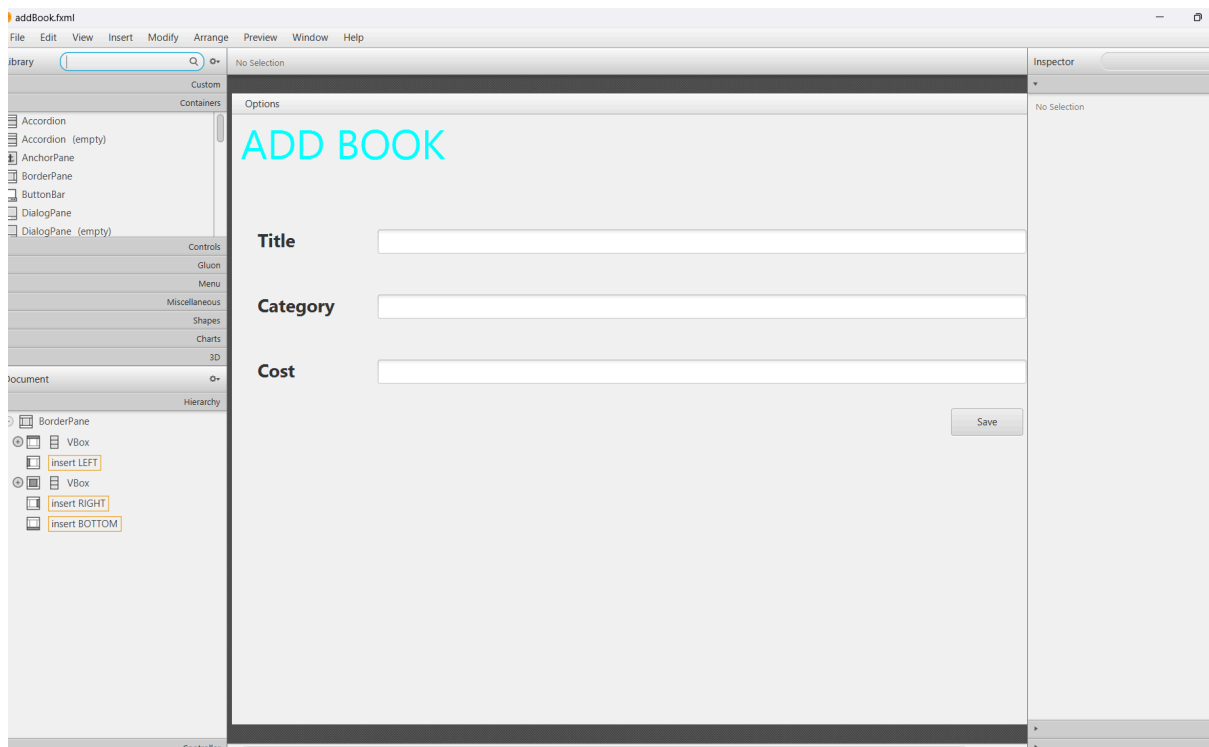 addBook.fxml
File Edit View Insert Modify Arrange Preview Window Help
ibrary
No Selection
Inspector
Custom
Containers
Options
No Selection
Accordion
Accordion (empty)
AnchorPane
BorderPane
ButtonBar
DialogPane
DialogPane (empty)
ADD BOOK
Title
Category
Cost
Save
Controls
Gluon
Menu
Miscellaneous
Shapes
Charts
3D
Document
Hierarchy
BorderPane
VBox
insert LEFT
VBox
insert RIGHT
insert BOTTOM